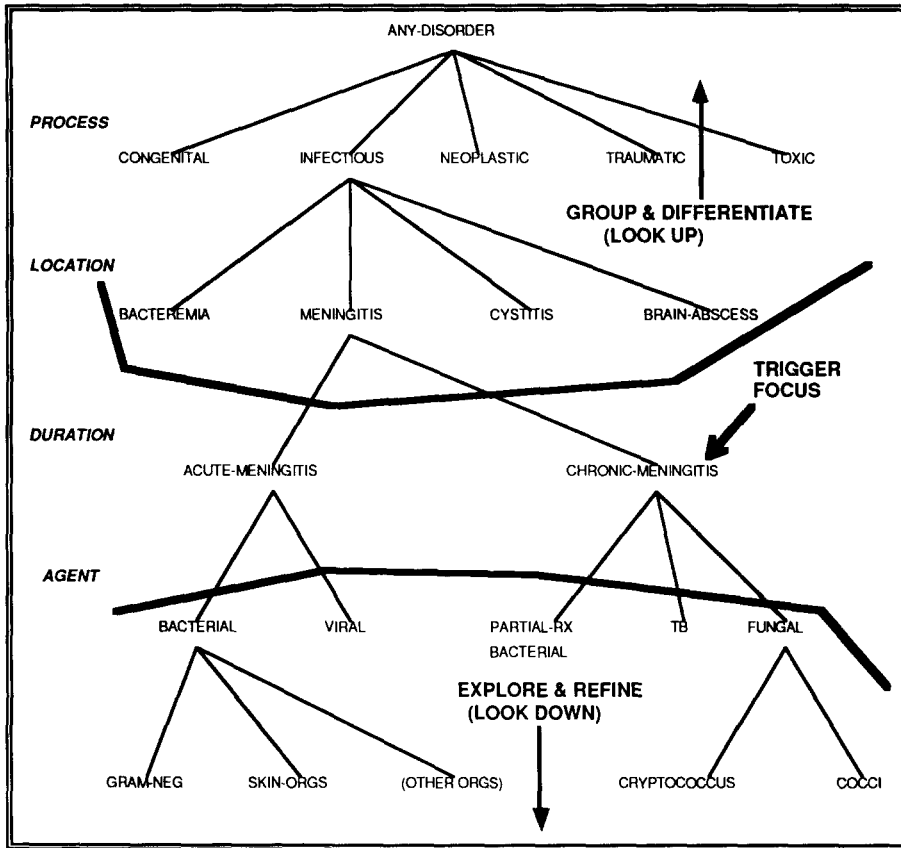 ANY-DISORDER
PROCESS
CONGENITAL INFECTIOUS NEOPLASTIC TRAUMATIC TOXIC
GROUP & DIFFERENTIATE
(LOOK UP)
LOCATION
BACTEREMIA MENINGITIS CYSTITIS BRAIN-ABSCESS
TRIGGER
FOCUS
DURATION
ACUTE-MENINGITIS CHRONIC-MENINGITIS
AGENT
BACTERIAL VIRAL PARTIAL-RX TB FUNGAL
BACTERIAL
EXPLORE & REFINE
(LOOK DOWN)
GRAM-NEG SKIN-ORGS (OTHER ORGS) CRYPTOCOCCUS COCCI